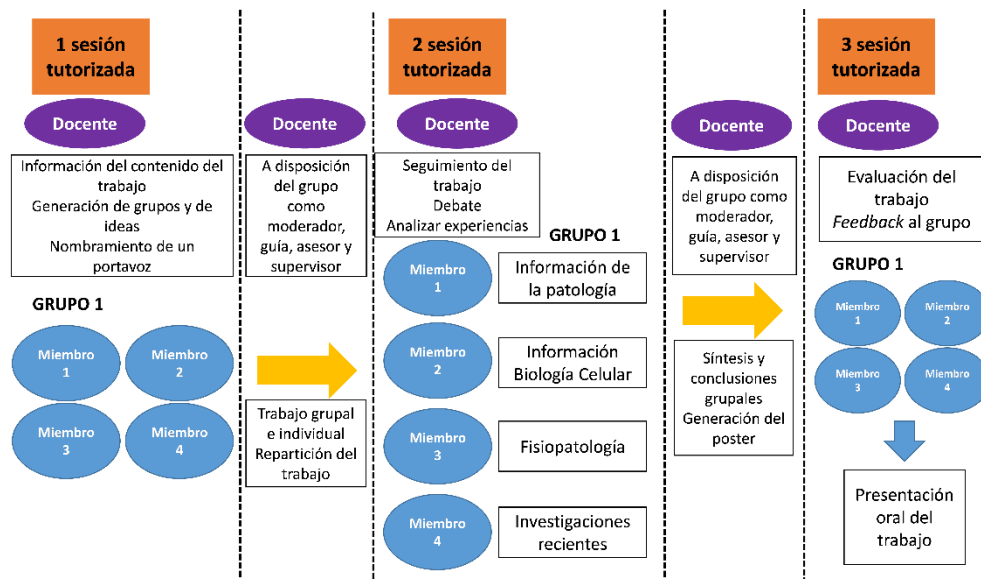 1 sesión
tutorizada
Docente
Información del contenido del
trabajo
Generación de grupos y de
ideas
Nombramiento de un
portavoz
GRUPO 1
Miembro
1
Miembro
2
Miembro
3
Miembro
4
Docente
A disposición
del grupo
como
moderador,
guía, asesor y
supervisor
Trabajo grupal
e individual
Repartición del
trabajo
2 sesión
tutorizada
Docente
Seguimiento del
trabajo
Debate
Analizar experiencias
GRUPO 1
Miembro
1
Información de
la patología
Miembro
2
Información
Biología Celular
Miembro
3
Fisiopatología
Miembro
4
Investigaciones
recientes
Docente
A disposición
del grupo como
moderador,
guía, asesor y
supervisor
Síntesis y
conclusiones
grupales
Generación del
poster
3 sesión
tutorizada
Docente
Evaluación del
trabajo
Feedback al grupo
GRUPO 1
Miembro
1
Miembro
2
Miembro
3
Miembro
4
Presentación
oral del
trabajo